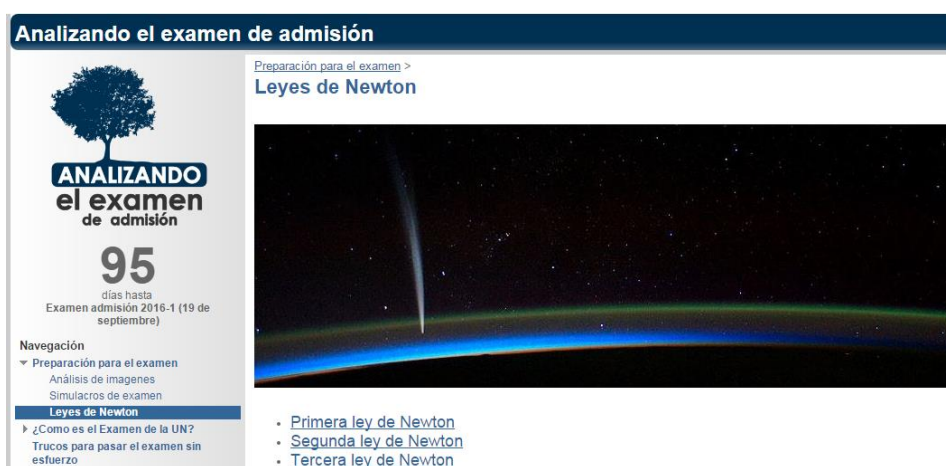 Analizando el examen de admisión
ANALIZANDO
el examen
de admisión
95
días hasta
Examen admisión 2016-1 (19 de
septiembre)
Navegación
Preparación para el examen
Análisis de imagenes
Simulacros de examen
Leyes de Newton
¿Como es el Examen de la UN?
Trucos para pasar el examen sin
esfuerzo
Preparación para el examen >
Leyes de Newton
Primera ley de Newton
Segunda ley de Newton
Tercera ley de Newton